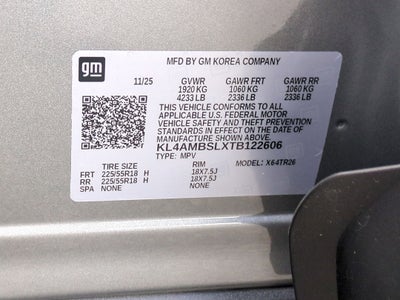 gm
MFD BY GM KOREA COMPANY
11/25 GVWR GAWR FRT GAWR RR
1920 KG 1060 KG 1060 KG
4233 LB 2336 LB 2336 LB
THIS VEHICLE CONFORMS TO ALL
APPLICABLE U.S. FEDERAL MOTOR
VEHICLE SAFETY AND THEFT PREVENTION
STANDARDS IN EFFECT ON THE DATE OF
MANUFACTURE SHOWN ABOVE.
KL4AMBSLXTB122606
TYPE: MPV MODEL: X64TR26
TIRE SIZE RIM
FRT 225/55R18 H 18X7.5J
RR 225/55R18 H 18X7.5J
SPA NONE NONE